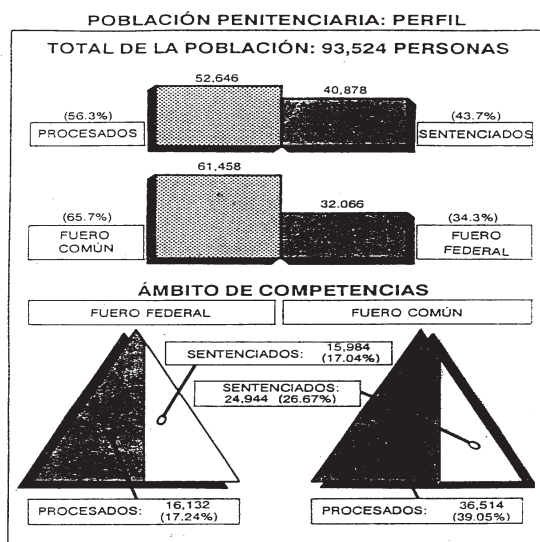 POBLACIÓN PENITENCIARIA: PERFIL
TOTAL DE LA POBLACIÓN: 93,524 PERSONAS
52,646
40,878
(56.3%)
PROCESADOS
(43.7%)
SENTENCIADOS
61,458
32.066
(65.7%)
FUERO
COMÚN
(34.3%)
FUERO
FEDERAL
ÁMBITO DE COMPETENCIAS
FUERO FEDERAL
FUERO COMÚN
SENTENCIADOS: 15,984
(17.04%)
SENTENCIADOS:
24,944 (26.67%)
PROCESADOS: 16,132
(17.24%)
PROCESADOS: 36,514
(39.05%)